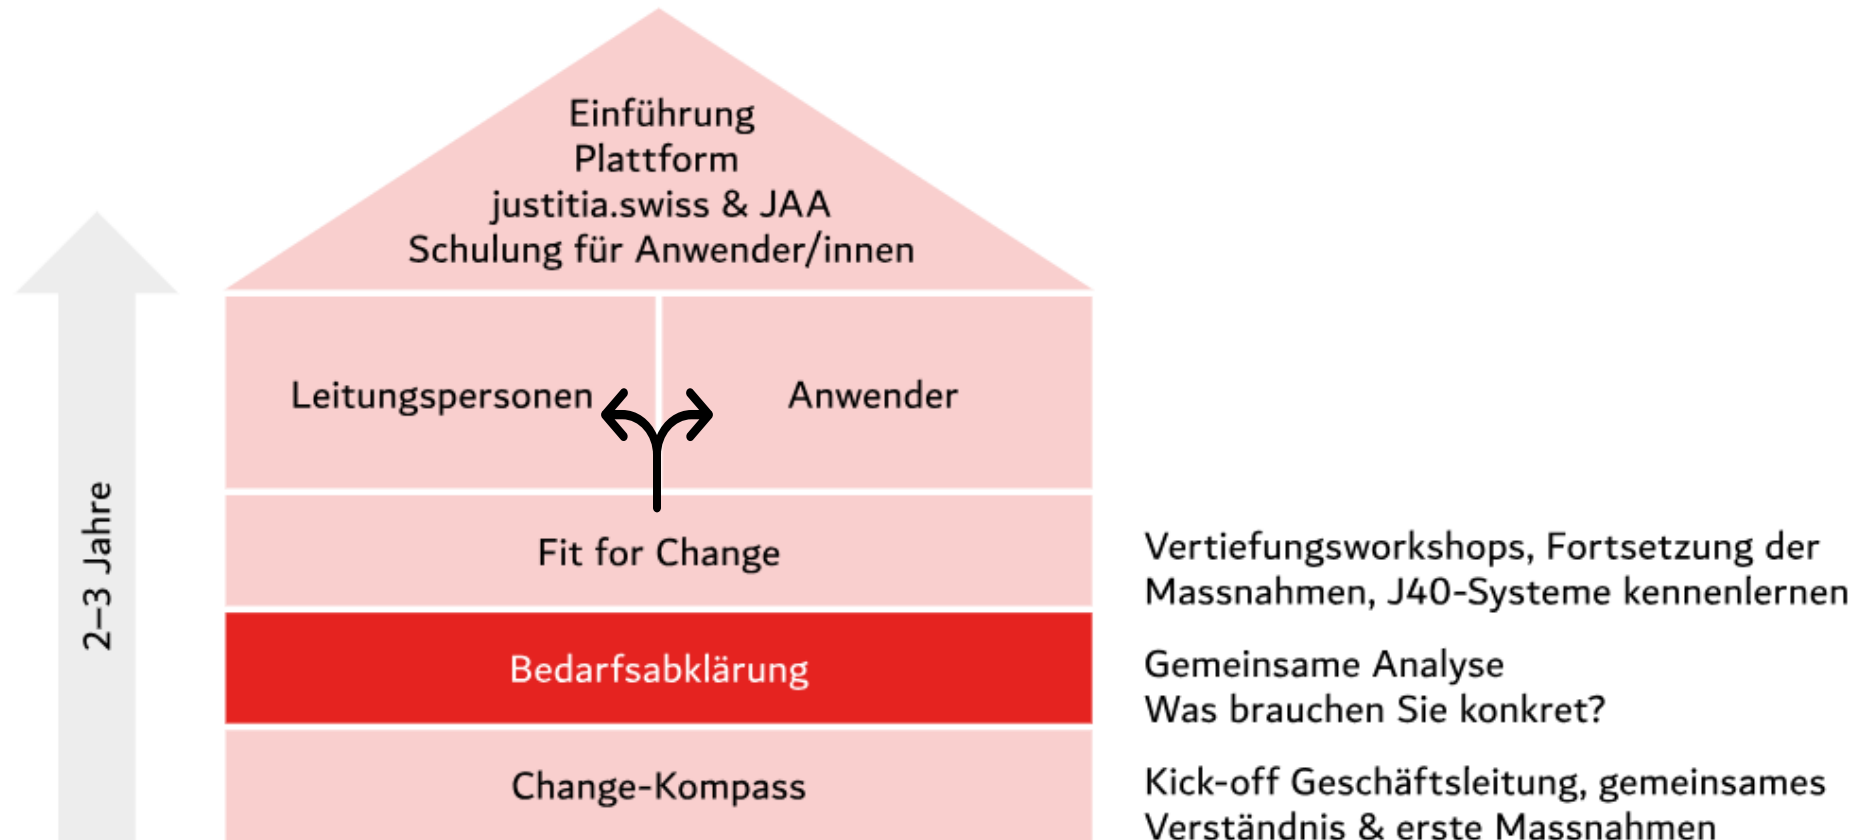 Einführung
Plattform
justitia.swiss & JAA
Schulung für Anwender/innen
Leitungspersonen
Anwender
2–3 Jahre
Fit for Change
Vertiefungsworkshops, Fortsetzung der
Massnahmen, J40-Systeme kennenlernen
Bedarfsabklärung
Gemeinsame Analyse
Was brauchen Sie konkret?
Change-Kompass
Kick-off Geschäftsleitung, gemeinsames
Verständnis & erste Massnahmen